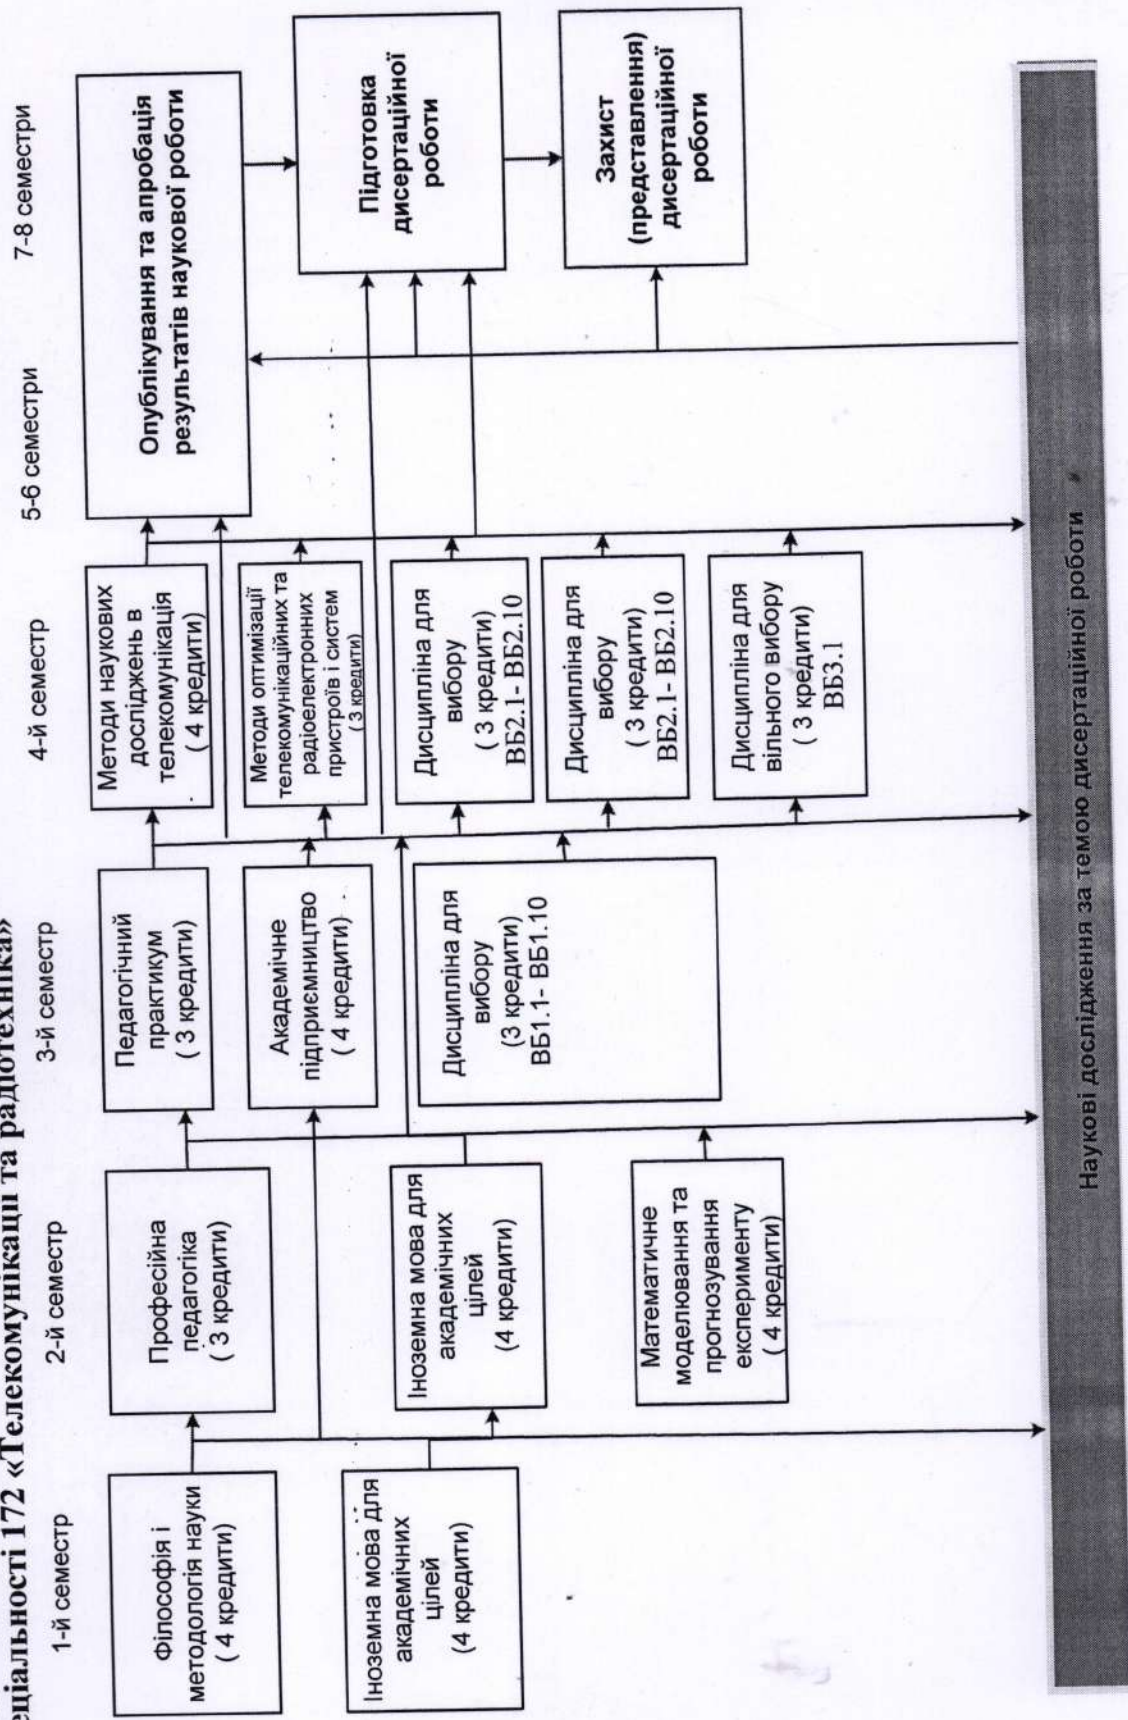 еціальності 172 «Телекомунікації та радіотехніка»
1-й семестр
2-й семестр
3-й семестр
4-й семестр
5-6 семестри
7-8 семестри
Філософія і
методологія науки
( 4 кредити)
Іноземна мова для
академічних
цілей
(4 кредити)
Професійна
педагогіка
( 3 кредити)
Іноземна мова для
академічних
цілей
(4 кредити)
Математичне
моделювання та
прогнозування
експерименту
( 4 кредити)
Педагогічний
практикум
( 3 кредити)
Академічне
підприємництво
( 4 кредити)
Дисципліна для
вибору
(3 кредити)
ВБ1.1- ВБ1.10
Методи наукових
досліджень в
телекомунікація
( 4 кредити)
Методи оптимізації
телекомунікаційних та
радіоелектронних
пристроїв і систем
( 3 кредити)
Дисципліна для
вибору
( 3 кредити)
ВБ2.1- ВБ2.10
Дисципліна для
вибору
( 3 кредити)
ВБ2.1- ВБ2.10
Дисципліна для
вільного вибору
( 3 кредити)
ВБ3.1
Опублікування та апробація
результатів наукової роботи
Підготовка
дисертаційної
роботи
Захист
(представлення)
дисертаційної
роботи
Наукові дослідження за темою дисертаційної роботи